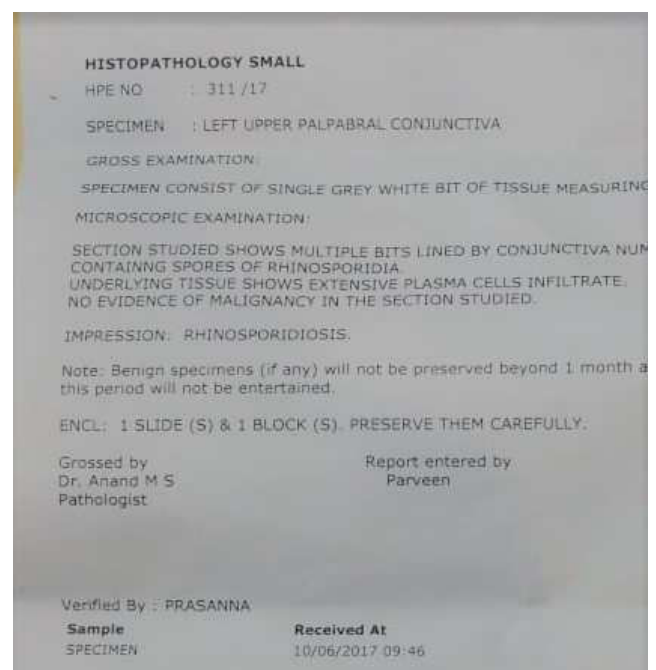 HISTOPATHOLOGY SMALL
HPE NO : 311/17
SPECIMEN : LEFT UPPER PALPABRAL CONJUNCTIVA
GROSS EXAMINATION:
SPECIMEN CONSIST OF SINGLE GREY WHITE BIT OF TISSUE MEASURING
MICROSCOPIC EXAMINATION:
SECTION STUDIED SHOWS MULTIPLE BITS LINED BY CONJUNCTIVA NUM
CONTAINNG SPORES OF RHINOSPORIDIA.
UNDERLYING TISSUE SHOWS EXTENSIVE PLASMA CELLS INFILTRATE.
NO EVIDENCE OF MALIGNANCY IN THE SECTION STUDIED.
IMPRESSION: RHINOSPORIDIOSIS.
Note: Benign specimens (if any) will not be preserved beyond 1 month a
this period will not be entertained.
ENCL: 1 SLIDE (S) & 1 BLOCK (S). PRESERVE THEM CAREFULLY.
Grossed by Report entered by
Dr. Anand M S Parveen
Pathologist
Verified By : PRASANNA
Sample Received At
SPECIMEN 10/06/2017 09:46